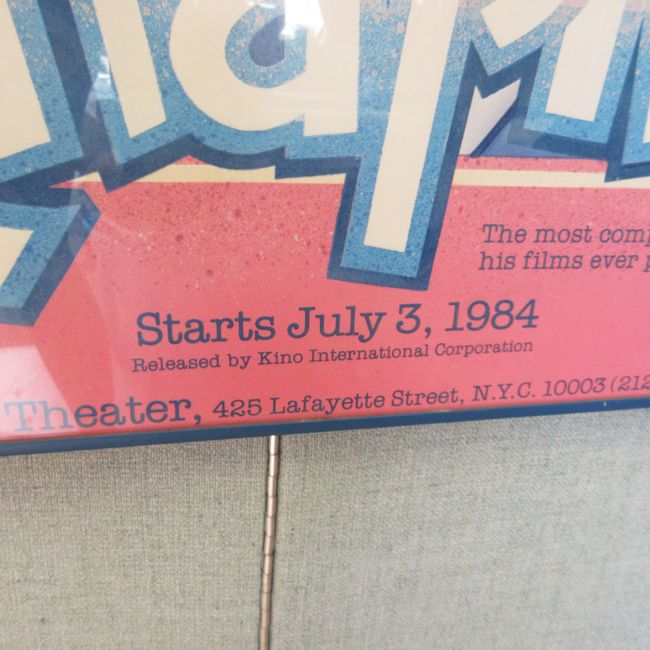 The most
his films ever
Starts July 3, 1984
Released by Kino International Corporation
Theater, 425 Lafayette Street, N.Y.C. 10003 (212